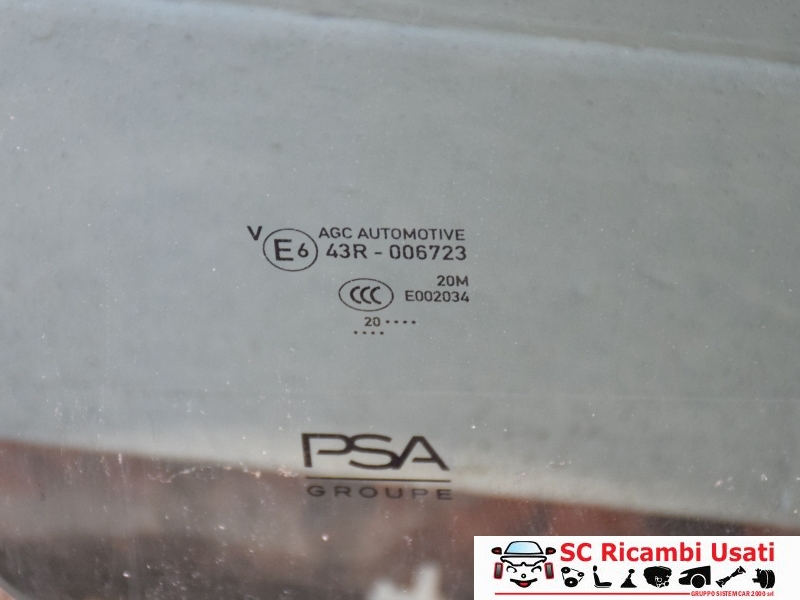 V E6 AGC AUTOMOTIVE
43R - 006723
20M
CCC E002034
20 ....
....
PSA
GROUPE
SC Ricambi Usati
GRUPPO SISTEMCAR 2000 srl